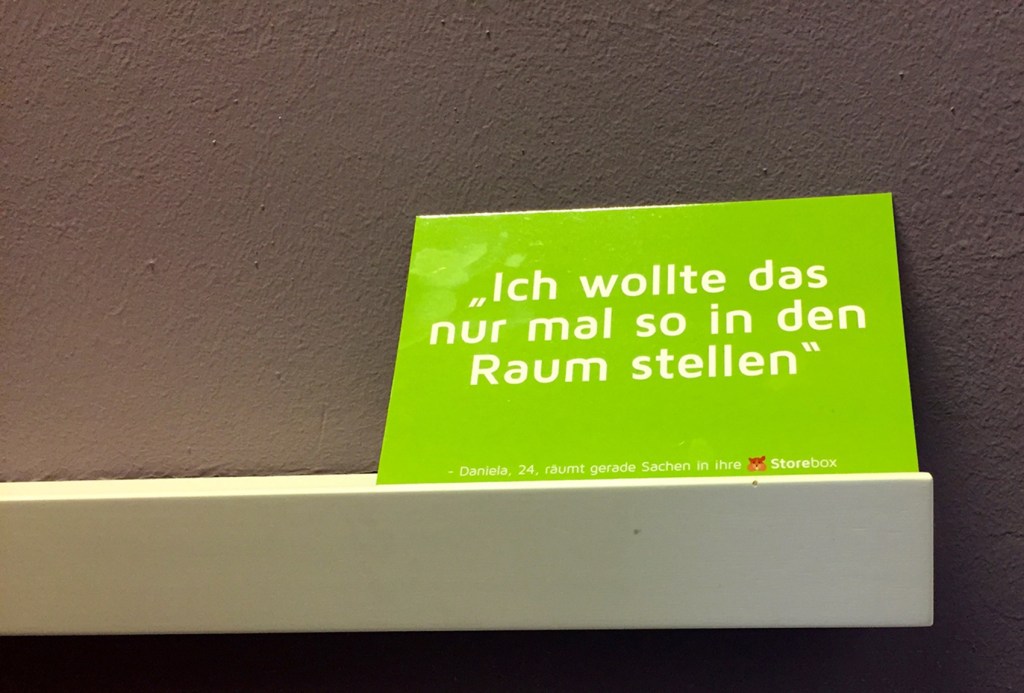 „Ich wollte das
nur mal so in den
Raum stellen‟
– Daniela, 24, räumt gerade Sachen in ihre Storebox